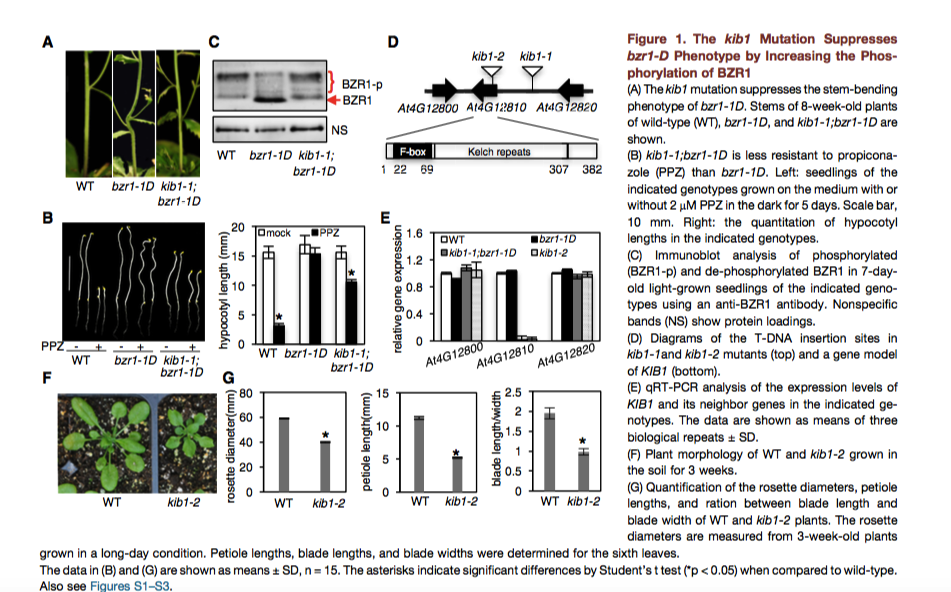 A
C
D
WT
bzr1-1D
kib1-1;
bzr1-1D
BZR1-p
BZR1
NS
WT
bzr1-1D
kib1-1;
bzr1-1D
kib1-2
kib1-1
At4G12800
At4G12810
At4G12820
F-box
Kelch repeats
1
22
69
307
382
B
PPZ
- + - + - +
WT
bzr1-1D
kib1-1;
bzr1-1D
hypocotyl length (mm)
20
15
10
5
0
mock
PPZ
*
*
WT
bzr1-1D
kib1-1;
bzr1-1D
E
relative gene expression
1.6
1.2
0.8
0.4
0
WT
bzr1-1D
kib1-1;bzr1-1D
kib1-2
At4G12800
At4G12810
At4G12820
F
WT
kib1-2
G
rosette diameter(mm)
80
60
40
20
0
*
WT
kib1-2
petiole length(mm)
15
10
5
0
*
WT
kib1-2
blade length/width
2.5
2
1.5
1
0.5
0
*
WT
kib1-2
Figure 1. The kib1 Mutation Suppresses
bzr1-D Phenotype by Increasing the Phos-
phorylation of BZR1
(A) The kib1 mutation suppresses the stem-bending
phenotype of bzr1-1D. Stems of 8-week-old plants
of wild-type (WT), bzr1-1D, and kib1-1;bzr1-1D are
shown.
(B) kib1-1;bzr1-1D is less resistant to propicona-
zole (PPZ) than bzr1-1D. Left: seedlings of the
indicated genotypes grown on the medium with or
without 2 μM PPZ in the dark for 5 days. Scale bar,
10 mm. Right: the quantitation of hypocotyl
lengths in the indicated genotypes.
(C) Immunoblot analysis of phosphorylated
(BZR1-p) and de-phosphorylated BZR1 in 7-day-
old light-grown seedlings of the indicated geno-
types using an anti-BZR1 antibody. Nonspecific
bands (NS) show protein loadings.
(D) Diagrams of the T-DNA insertion sites in
kib1-1and kib1-2 mutants (top) and a gene model
of KIB1 (bottom).
(E) qRT-PCR analysis of the expression levels of
KIB1 and its neighbor genes in the indicated ge-
notypes. The data are shown as means of three
biological repeats ± SD.
(F) Plant morphology of WT and kib1-2 grown in
the soil for 3 weeks.
(G) Quantification of the rosette diameters, petiole
lengths, and ration between blade length and
blade width of WT and kib1-2 plants. The rosette
diameters are measured from 3-week-old plants
grown in a long-day condition. Petiole lengths, blade lengths, and blade widths were determined for the sixth leaves.
The data in (B) and (G) are shown as means ± SD, n = 15. The asterisks indicate significant differences by Student's t test (*p < 0.05) when compared to wild-type.
Also see Figures S1–S3.